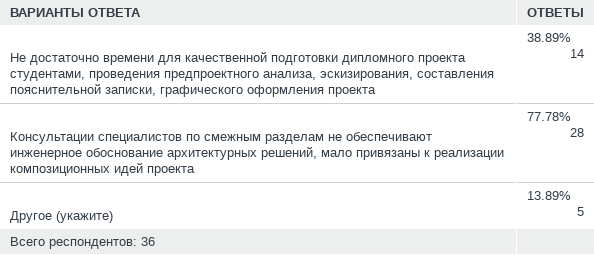 ВАРИАНТЫ ОТВЕТА ОТВЕТЫ
38.89%
14
Не достаточно времени для качественной подготовки дипломного проекта
студентами, проведения предпроектного анализа, эскизирования, составления
пояснительной записки, графического оформления проекта
77.78%
28
Консультации специалистов по смежным разделам не обеспечивают
инженерное обоснование архитектурных решений, мало привязаны к реализации
композиционных идей проекта
13.89%
5
Другое (укажите)
Всего респондентов: 36